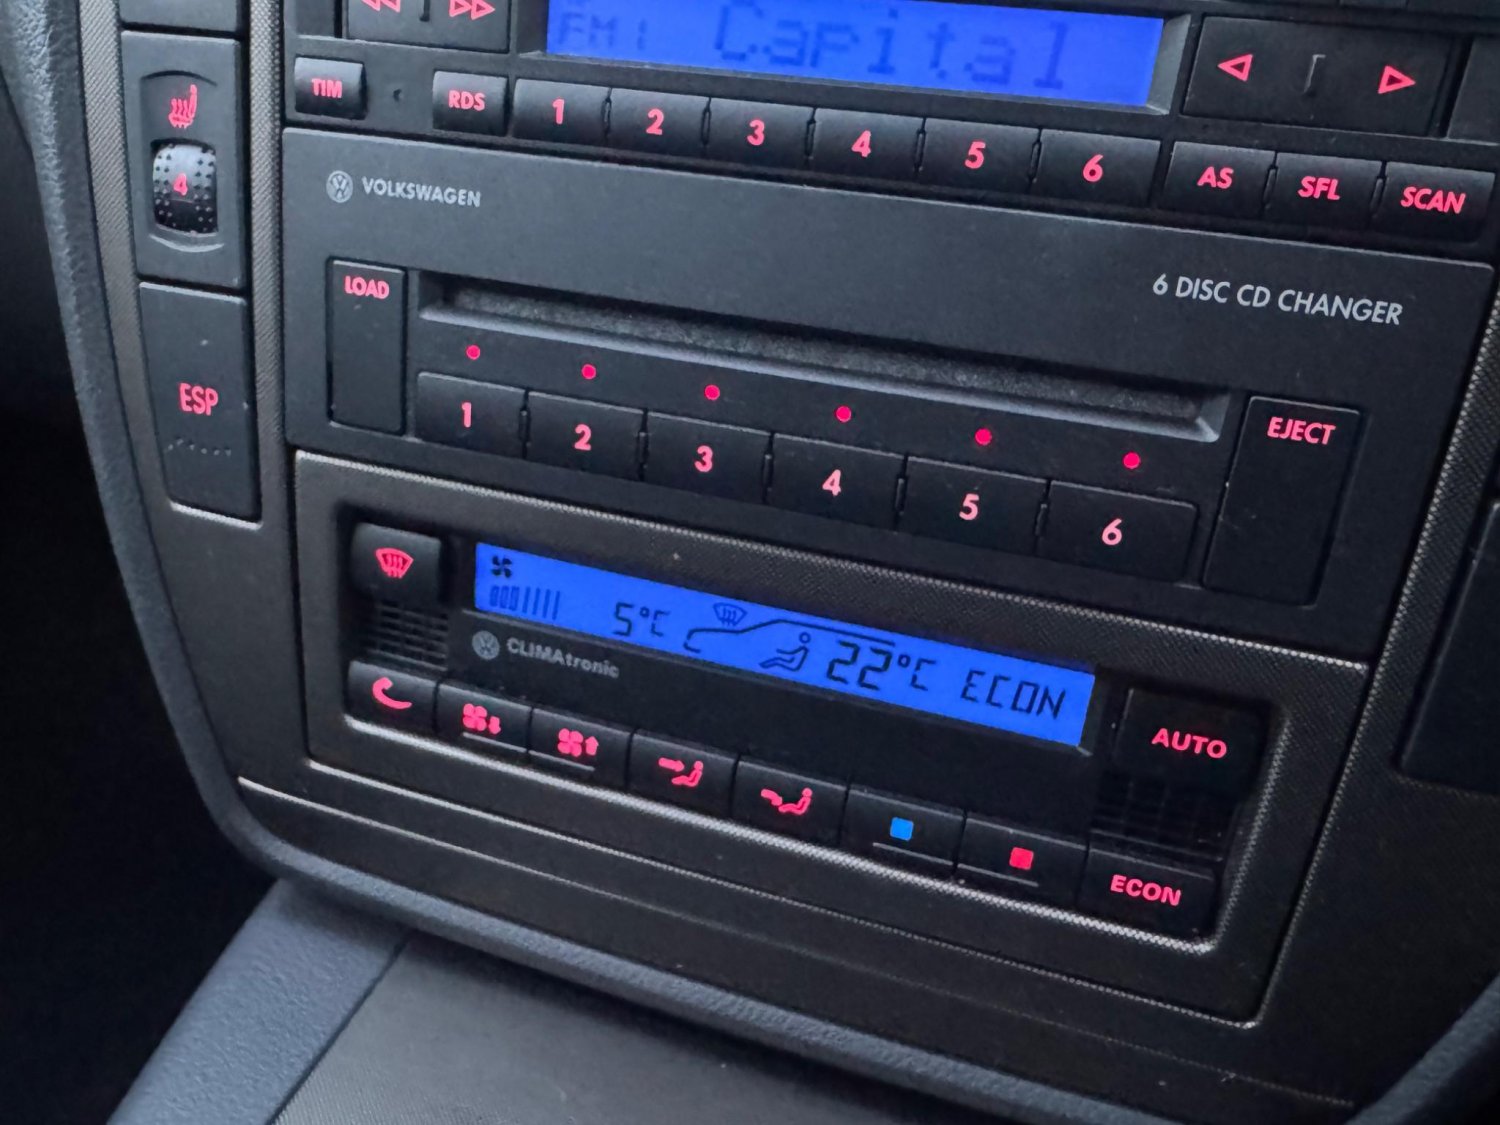 FM1 Capital
TIM RDS 1 2 3 4 5 6 AS SFL SCAN
4
VOLKSWAGEN
6 DISC CD CHANGER
LOAD
EJECT
ESP
1 2 3 4 5 6
5°C 22°C ECON
CLIMAtronic
AUTO
ECON